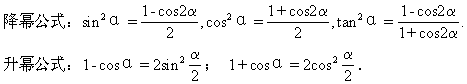 降幂公式：sin²α=(1-cos2α)/2,cos²α=(1+cos2α)/2,tan²α=(1-cos2α)/(1+cos2α).
升幂公式：1-cosα=2sin²(α/2)； 1+cosα=2cos²(α/2)．